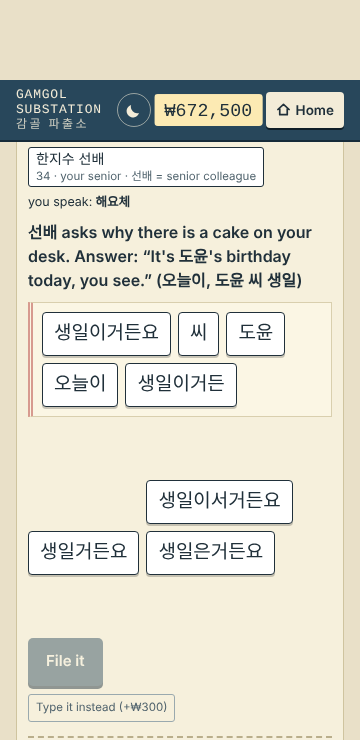 GAMGOL
SUBSTATION
감골 파출소
₩672,500
Home
한지수 선배
34 · your senior · 선배 = senior colleague
you speak: 해요체
선배 asks why there is a cake on your
desk. Answer: “It's 도윤's birthday
today, you see.” (오늘이, 도윤 씨 생일)
생일이거든요 씨 도윤
오늘이 생일이거든
생일이서거든요
생일거든요 생일은거든요
File it
Type it instead (+₩300)